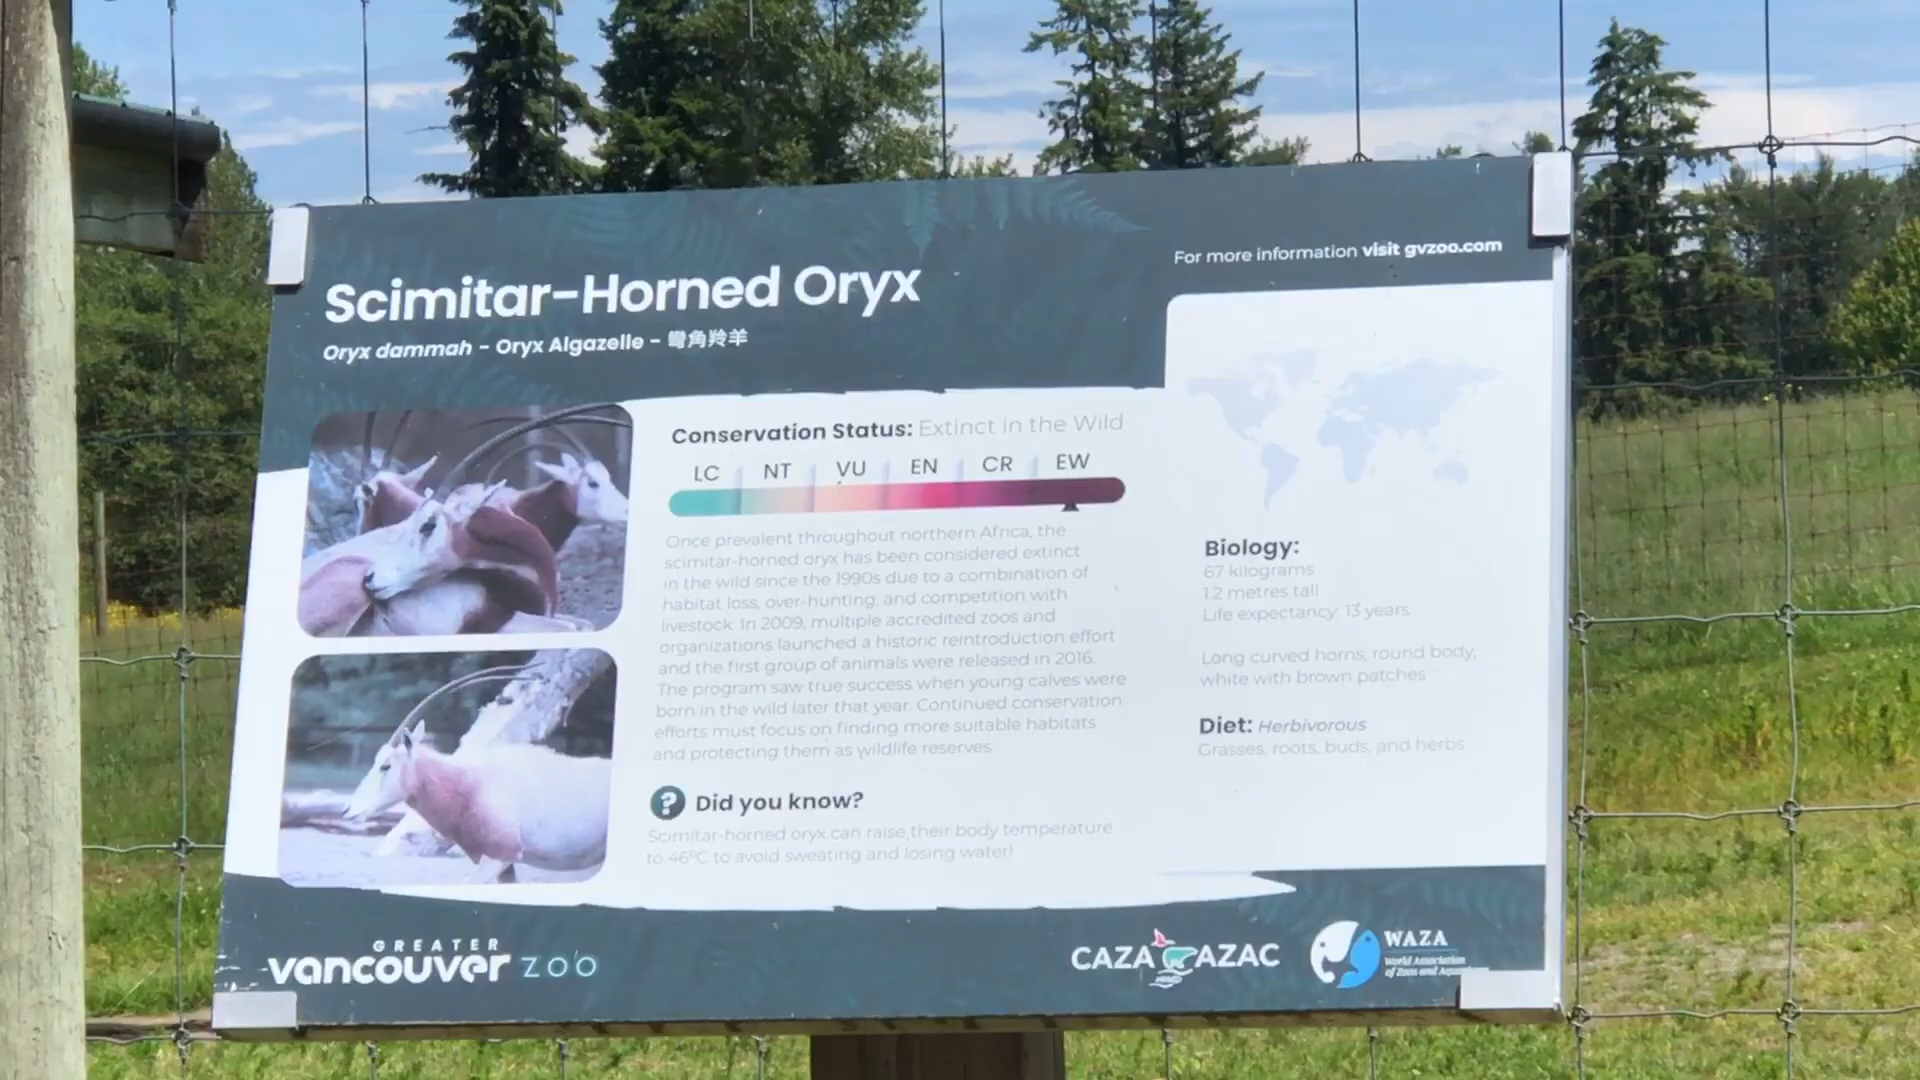 For more information visit gvzoo.com
Scimitar-Horned Oryx
Oryx dammah - Oryx Algazelle - 彎角羚羊
Conservation Status: Extinct in the Wild
LC NT VU EN CR EW
Once prevalent throughout northern Africa, the
scimitar-horned oryx has been considered extinct
in the wild since the 1990s due to a combination of
habitat loss, over-hunting, and competition with
livestock. In 2009, multiple accredited zoos and
organizations launched a historic reintroduction effort
and the first group of animals were released in 2016.
The program saw true success when young calves were
born in the wild later that year. Continued conservation
efforts must focus on finding more suitable habitats
and protecting them as wildlife reserves.
? Did you know?
Scimitar-horned oryx can raise their body temperature
to 46ºC to avoid sweating and losing water!
Biology:
67 kilograms
1.2 metres tall
Life expectancy: 13 years
Long curved horns, round body,
white with brown patches
Diet: Herbivorous
Grasses, roots, buds, and herbs
GREATER
vancouver zoo
CAZA AZAC
WAZA
World Association
of Zoos and